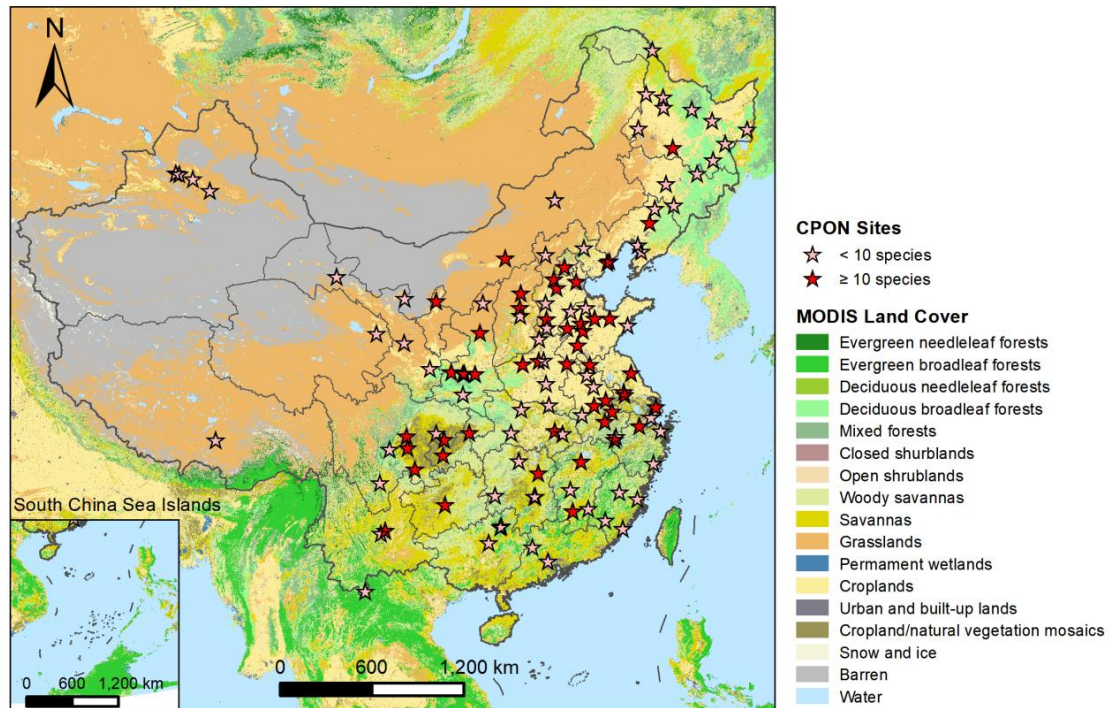 N
South China Sea Islands
0 600 1,200 km
0 600 1,200 km
CPON Sites
< 10 species
≥ 10 species
MODIS Land Cover
Evergreen needleleaf forests
Evergreen broadleaf forests
Deciduous needleleaf forests
Deciduous broadleaf forests
Mixed forests
Closed shurblands
Open shrublands
Woody savannas
Savannas
Grasslands
Permament wetlands
Croplands
Urban and built-up lands
Cropland/natural vegetation mosaics
Snow and ice
Barren
Water